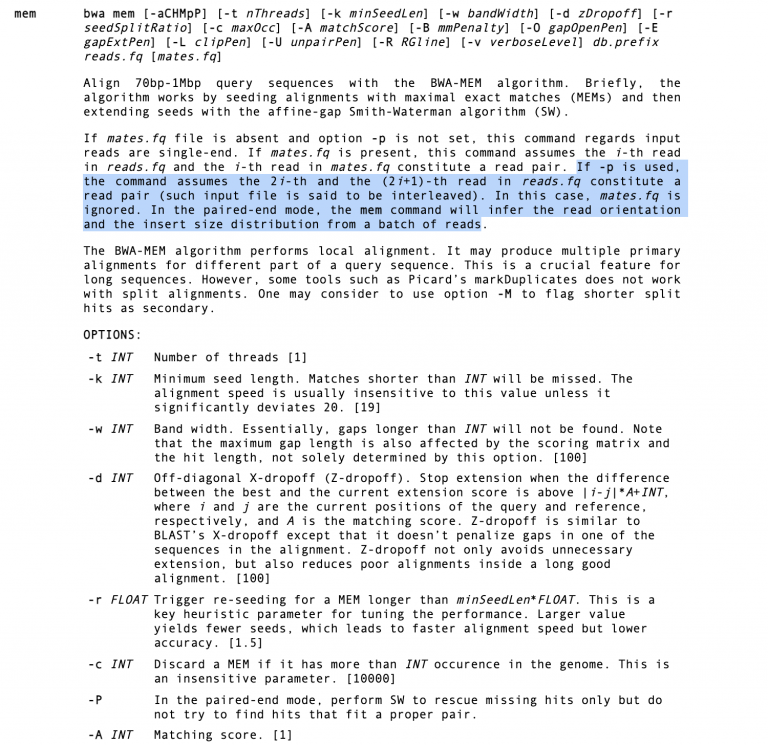 mem bwa mem [-aCHMpP] [-t nThreads] [-k minSeedLen] [-w bandWidth] [-d zDropoff] [-r
seedSplitRatio] [-c maxOcc] [-A matchScore] [-B mmPenalty] [-O gapOpenPen] [-E
gapExtPen] [-L clipPen] [-U unpairPen] [-R RGline] [-v verboseLevel] db.prefix
reads.fq [mates.fq]
Align 70bp-1Mbp query sequences with the BWA-MEM algorithm. Briefly, the
algorithm works by seeding alignments with maximal exact matches (MEMs) and then
extending seeds with the affine-gap Smith-Waterman algorithm (SW).
If mates.fq file is absent and option -p is not set, this command regards input
reads are single-end. If mates.fq is present, this command assumes the i-th read
in reads.fq and the i-th read in mates.fq constitute a read pair. If -p is used,
the command assumes the 2i-th and the (2i+1)-th read in reads.fq constitute a
read pair (such input file is said to be interleaved). In this case, mates.fq is
ignored. In the paired-end mode, the mem command will infer the read orientation
and the insert size distribution from a batch of reads.
The BWA-MEM algorithm performs local alignment. It may produce multiple primary
alignments for different part of a query sequence. This is a crucial feature for
long sequences. However, some tools such as Picard's markDuplicates does not work
with split alignments. One may consider to use option -M to flag shorter split
hits as secondary.
OPTIONS:
-t INT Number of threads [1]
-k INT Minimum seed length. Matches shorter than INT will be missed. The
alignment speed is usually insensitive to this value unless it
significantly deviates 20. [19]
-w INT Band width. Essentially, gaps longer than INT will not be found. Note
that the maximum gap length is also affected by the scoring matrix and
the hit length, not solely determined by this option. [100]
-d INT Off-diagonal X-dropoff (Z-dropoff). Stop extension when the difference
between the best and the current extension score is above |i-j|*A+INT,
where i and j are the current positions of the query and reference,
respectively, and A is the matching score. Z-dropoff is similar to
BLAST's X-dropoff except that it doesn't penalize gaps in one of the
sequences in the alignment. Z-dropoff not only avoids unnecessary
extension, but also reduces poor alignments inside a long good
alignment. [100]
-r FLOAT Trigger re-seeding for a MEM longer than minSeedLen*FLOAT. This is a
key heuristic parameter for tuning the performance. Larger value
yields fewer seeds, which leads to faster alignment speed but lower
accuracy. [1.5]
-c INT Discard a MEM if it has more than INT occurence in the genome. This is
an insensitive parameter. [10000]
-P In the paired-end mode, perform SW to rescue missing hits only but do
not try to find hits that fit a proper pair.
-A INT Matching score. [1]